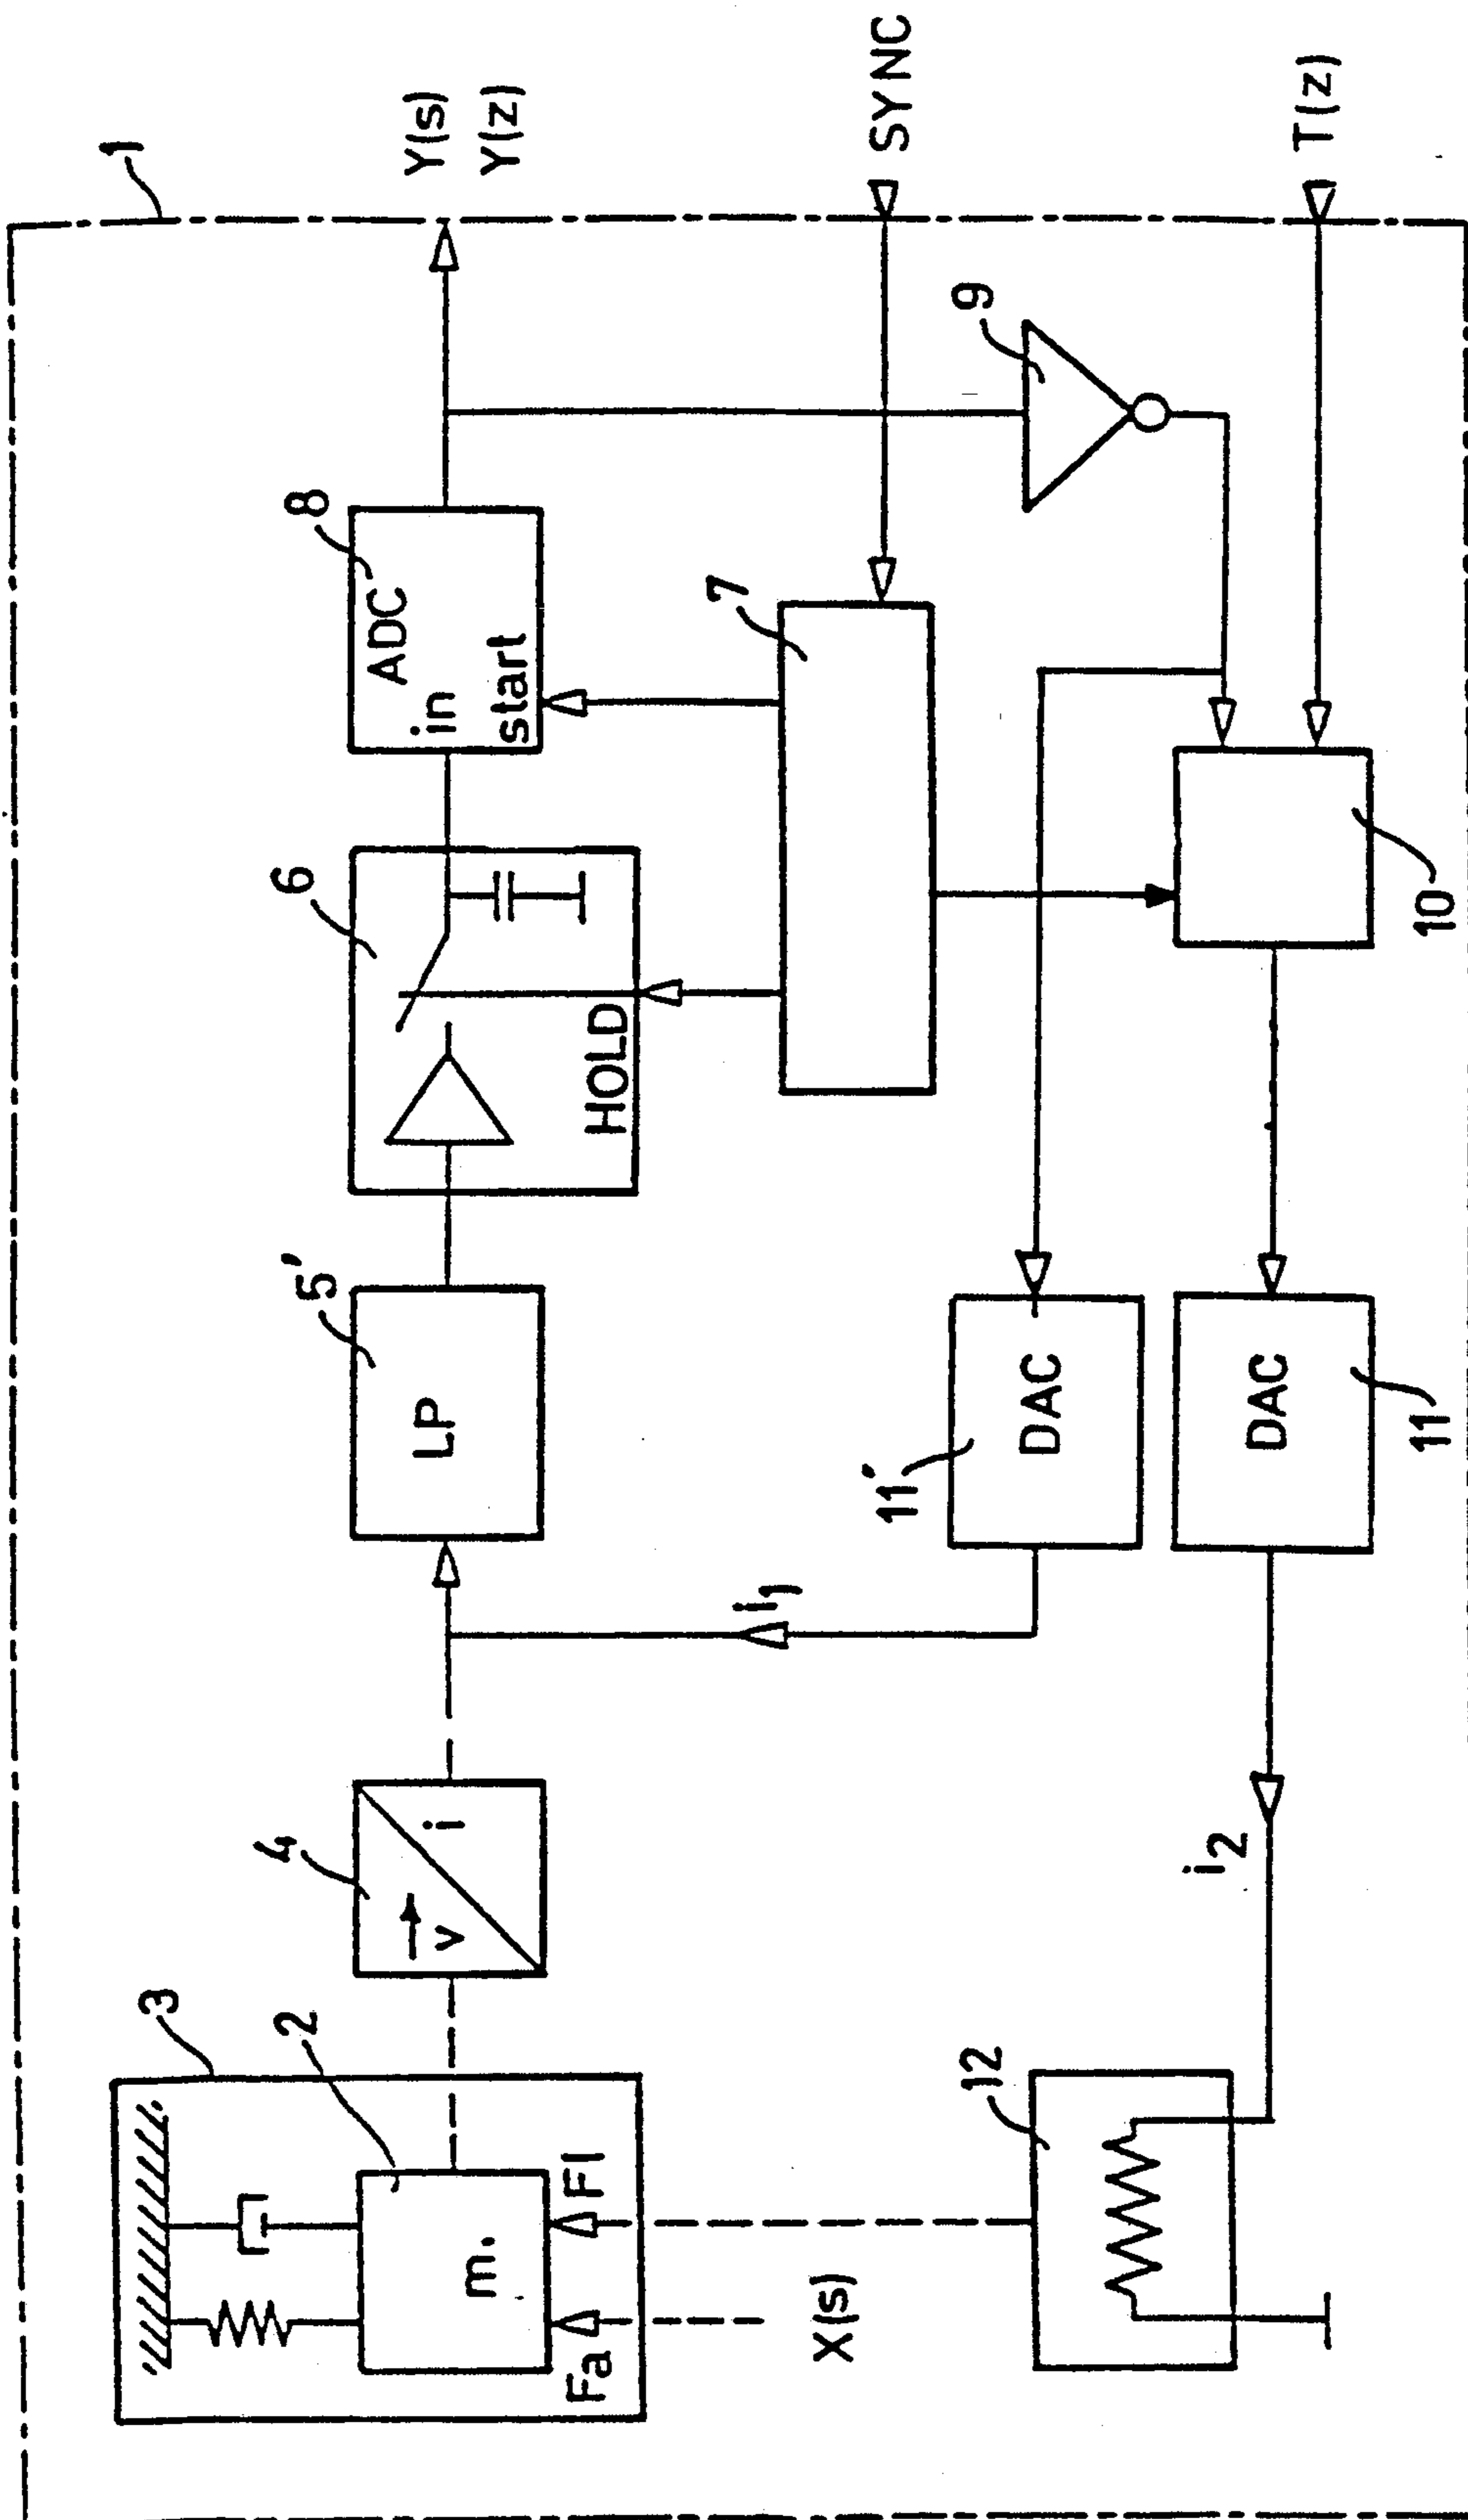 1
Y(s)
Y(z)
SYNC
T(z)
8
ADC
in
start
9
7
6
HOLD
10
5'
LP
11'
DAC
DAC
11
i1
4
v
i
i2
3
2
m.
Fa
Fl
X(s)
12